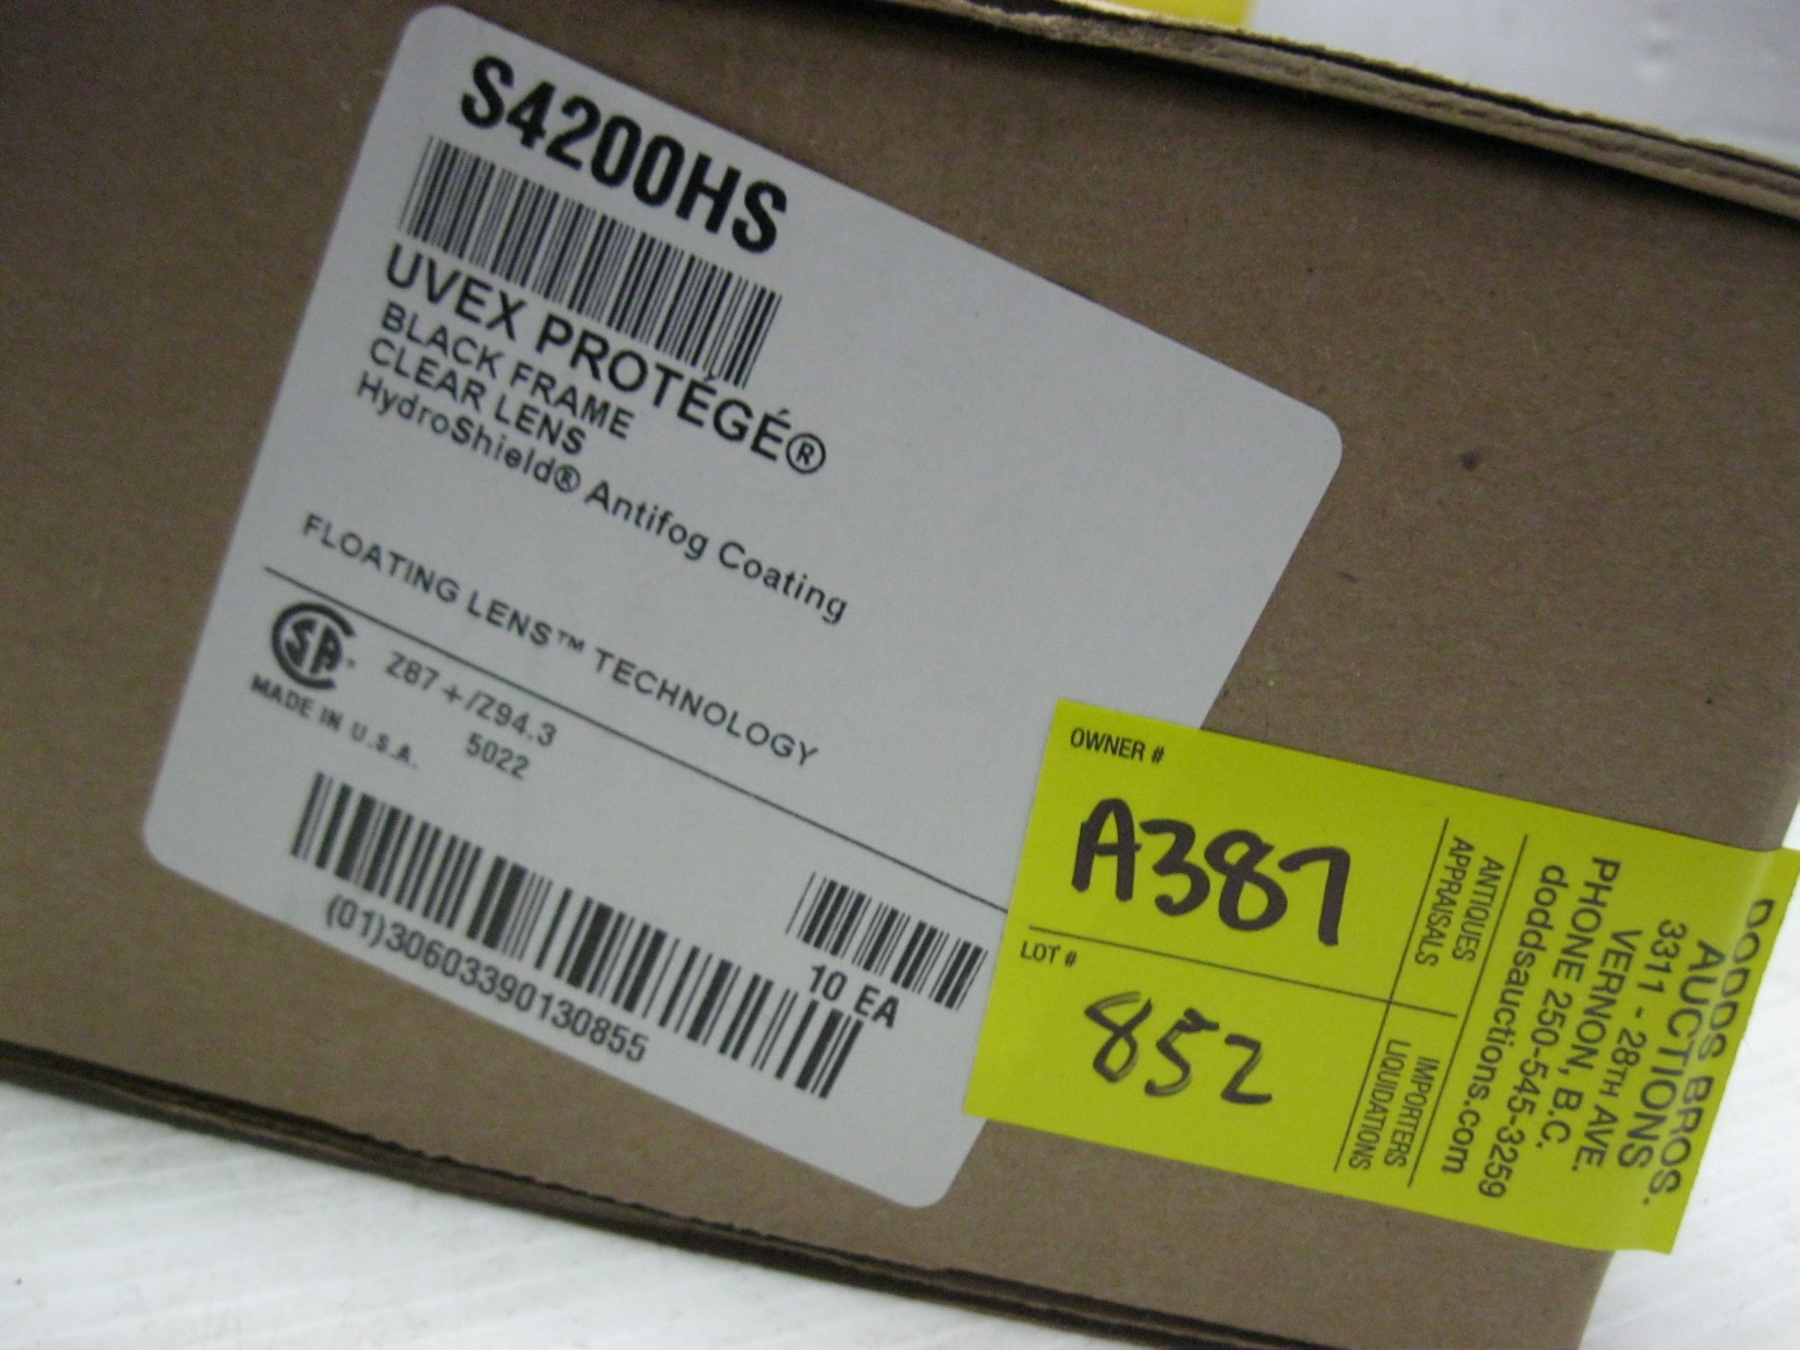 S4200HS
UVEX PROTÉGÉ®
BLACK FRAME
CLEAR LENS
HydroShield® Antifog Coating
FLOATING LENS™ TECHNOLOGY
SA®
Z87+/Z94.3
MADE IN U.S.A.
5022
10 EA
(01)30603390130855
OWNER #
A387
LOT #
852
ANTIQUES
APPRAISALS
IMPORTERS
LIQUIDATIONS
DODDS BROS.
AUCTIONS
3311 - 28TH AVE.
VERNON, B.C.
PHONE 250-545-3259
doddsauctions.com